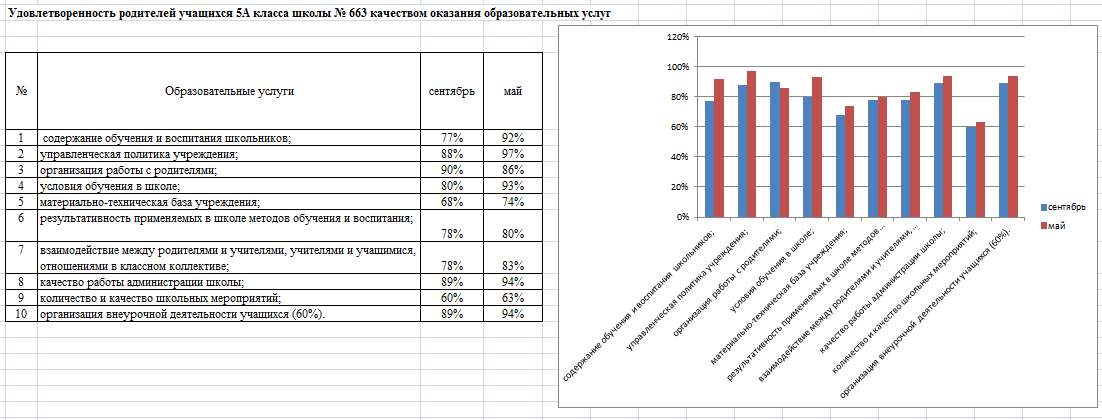 Удовлетворенность родителей учащихся 5А класса школы № 663 качеством оказания образовательных услуг
№ Образовательные услуги сентябрь май
1 содержание обучения и воспитания школьников; 77% 92%
2 управленческая политика учреждения; 88% 97%
3 организация работы с родителями; 90% 86%
4 условия обучения в школе; 80% 93%
5 материально-техническая база учреждения; 68% 74%
6 результативность применяемых в школе методов обучения и воспитания;
78% 80%
7 взаимодействие между родителями и учителями, учителями и учащимися,
отношениями в классном коллективе; 78% 83%
8 качество работы администрации школы; 89% 94%
9 количество и качество школьных мероприятий; 60% 63%
10 организация внеурочной деятельности учащихся (60%). 89% 94%
120%
100%
80%
60%
40%
20%
0%
содержание обучения и воспитания школьников;
управленческая политика учреждения;
организация работы с родителями;
условия обучения в школе;
материально-техническая база учреждения;
результативность применяемых в школе методов...
взаимодействие между родителями и учителями, ...
качество работы администрации школы;
количество и качество школьных мероприятий;
организация внеурочной деятельности учащихся (60%).
сентябрь
май